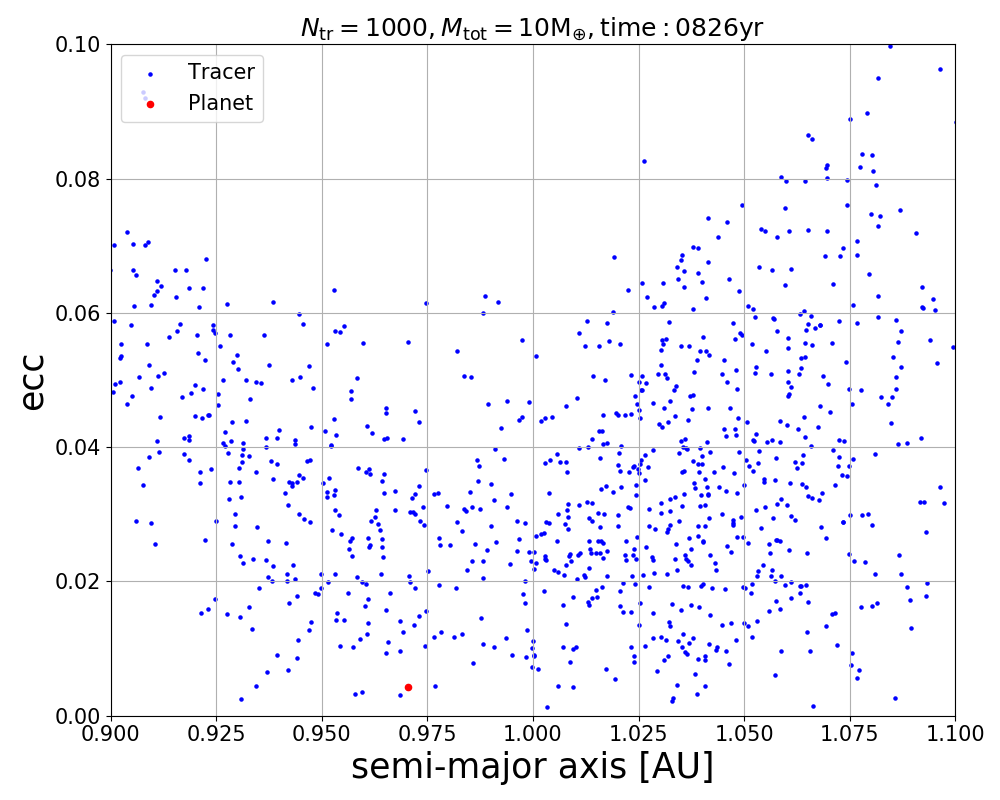 N_tr = 1000, M_tot = 10M_⊕, time : 0826yr
Tracer
Planet
0.10
0.08
0.06
0.04
0.02
0.00
ecc
0.900 0.925 0.950 0.975 1.000 1.025 1.050 1.075 1.100
semi-major axis [AU]